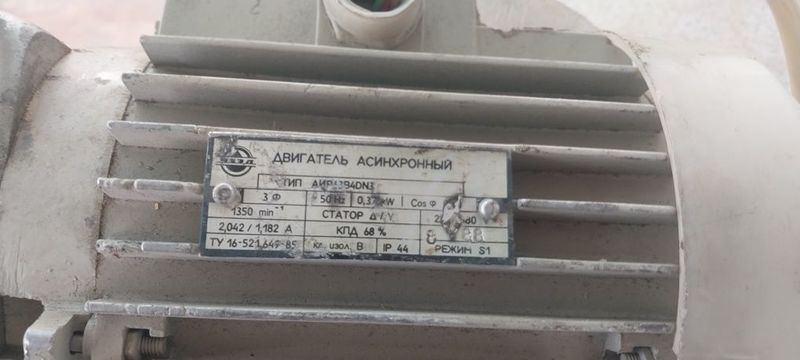 ДВИГАТЕЛЬ АСИНХРОННЫЙ
ТИП
3 Ф 50 Hz Cos φ
1350 min⁻¹ СТАТОР Δ / Y
2,042 / 1,182 А КПД 68 %
ТУ 16-521.649-85 кл. изол. В IP 44 РЕЖИМ S1